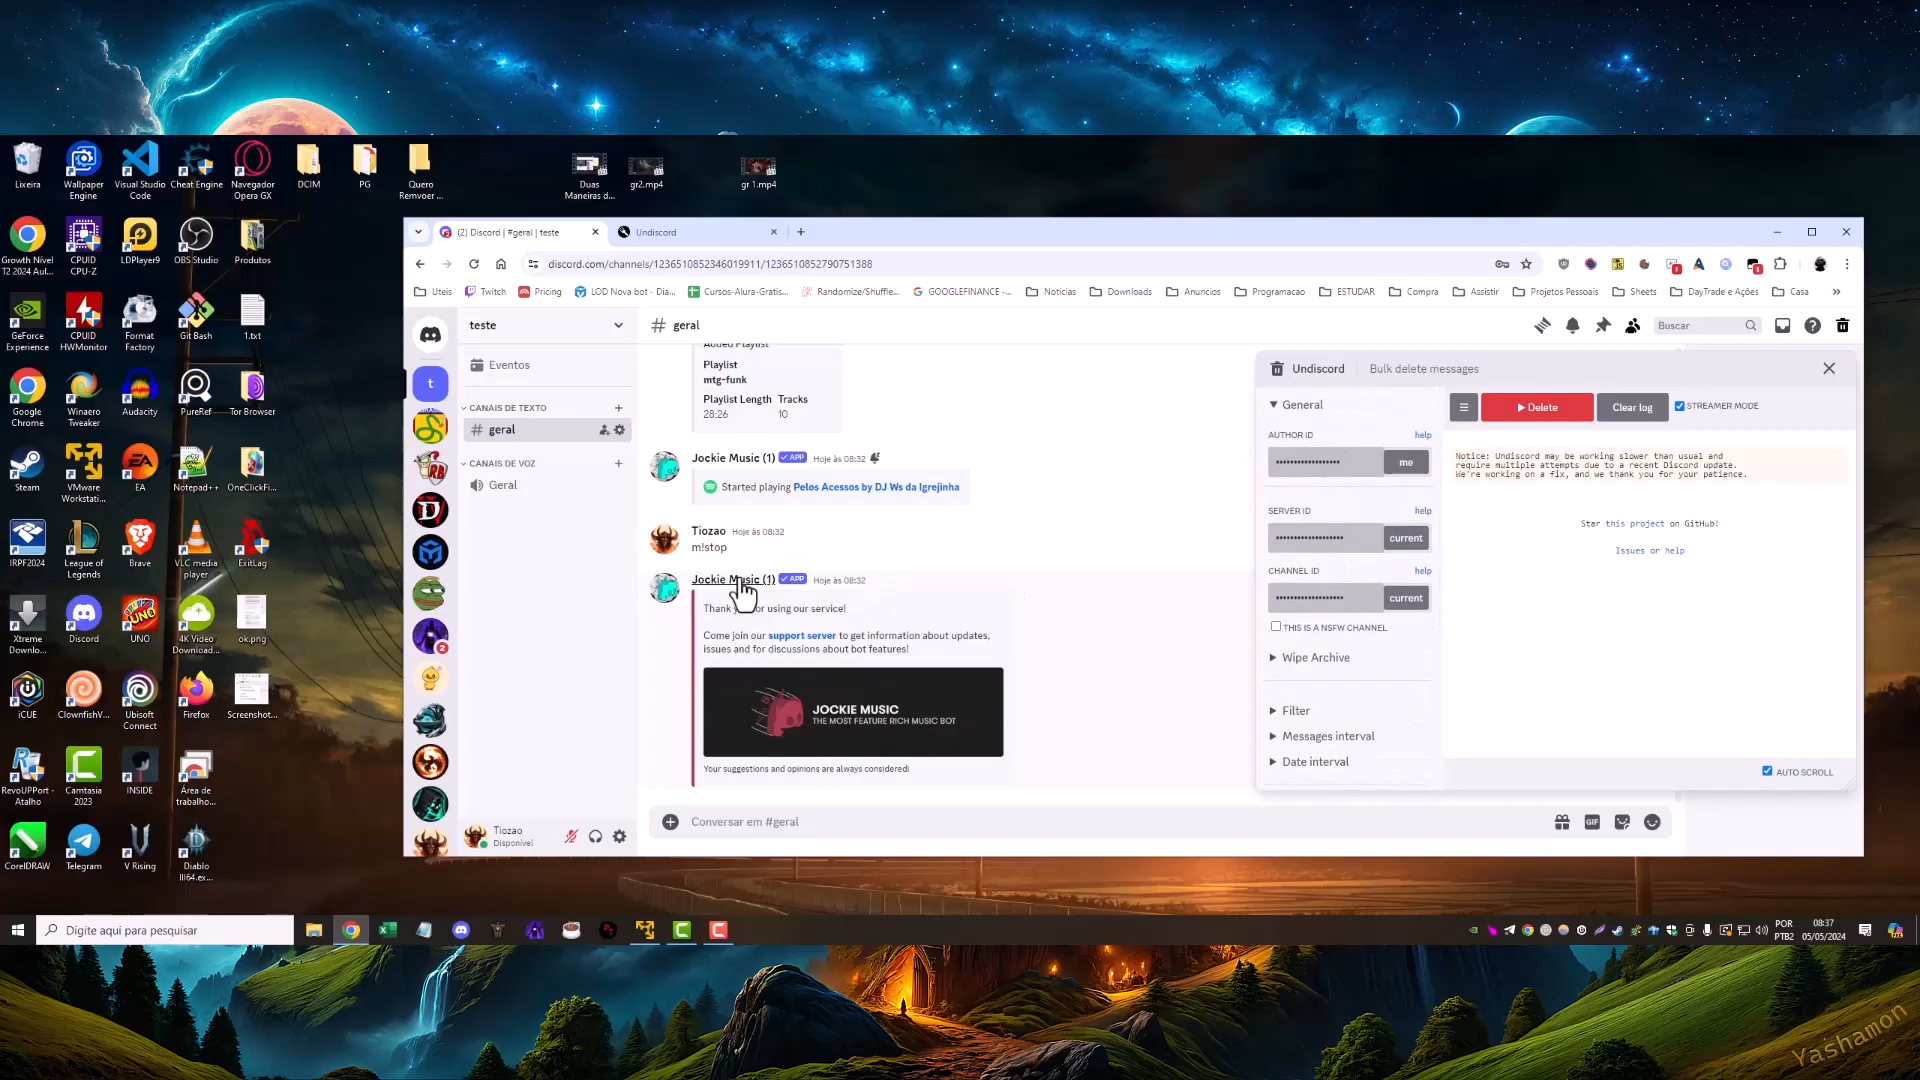 Lixeira
Wallpaper Engine
Visual Studio Code
Cheat Engine
Navegador Opera GX
DCIM
PG
Quero Remvoer ...
Duas Maneiras d...
gr2.mp4
gr 1.mp4
Growth Nível T2 2024 Aul...
CPUID CPU-Z
LDPlayer9
OBS Studio
Produtos
GeForce Experience
CPUID HWMonitor
Format Factory
Git Bash
1.txt
Google Chrome
Winaero Tweaker
Audacity
PureRef
Tor Browser
Steam
VMware Workstati...
EA
Notepad++
OneClickFi...
IRPF2024
League of Legends
Brave
VLC media player
ExitLag
Xtreme Downlo...
Discord
UNO
4K Video Download...
ok.png
iCUE
ClownfishV...
Ubisoft Connect
Firefox
Screenshot...
RevoUPPort - Atalho
Camtasia 2023
INSIDE
Área de trabalho...
CorelDRAW
Telegram
V Rising
Diablo III64.ex...
(2) Discord | #geral | teste
Undiscord
discord.com/channels/1236510852346019911/1236510852790751388
Uteis
Twitch
Pricing
LOD Nova bot - Dia...
Cursos-Alura-Gratis...
Randomize/Shuffle...
GOOGLEFINANCE -...
Noticias
Downloads
Anuncios
Programacao
ESTUDAR
Compra
Assistir
Projetos Pessoais
Sheets
DayTrade e Ações
Casa
teste
# geral
Buscar
Eventos
CANAIS DE TEXTO
geral
CANAIS DE VOZ
Geral
t
2
Added Playlist
Playlist
mtg-funk
Playlist Length Tracks
28:26 10
Jockie Music (1) APP Hoje às 08:32
Started playing Pelos Acessos by DJ Ws da Igrejinha
Tiozao Hoje às 08:32
m!stop
Jockie Music (1) APP Hoje às 08:32
Thank or using our service!
Come join our support server to get information about updates,
issues and for discussions about bot features!
JOCKIE MUSIC
THE MOST FEATURE RICH MUSIC BOT
Your suggestions and opinions are always considered!
Conversar em #geral
GIF
Tiozao
Disponível
Undiscord Bulk delete messages
General
Delete
Clear log
STREAMER MODE
AUTHOR ID help
me
SERVER ID help
current
CHANNEL ID help
current
THIS IS A NSFW CHANNEL
Wipe Archive
Filter
Messages interval
Date interval
Notice: Undiscord may be working slower than usual and
require multiple attempts due to a recent Discord update.
We're working on a fix, and we thank you for your patience.
Star this project on GitHub!
Issues or help
AUTO SCROLL
Digite aqui para pesquisar
POR
PTB2
08:37
05/05/2024
Yashamon